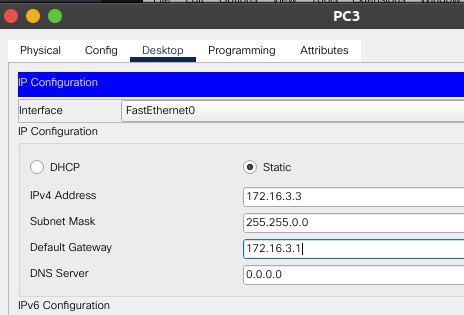 PC3
Physical Config Desktop Programming Attributes
IP Configuration
Interface FastEthernet0
IP Configuration
DHCP Static
IPv4 Address 172.16.3.3
Subnet Mask 255.255.0.0
Default Gateway 172.16.3.1
DNS Server 0.0.0.0
IPv6 Configuration